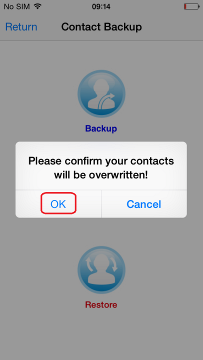 No SIM 09:14
Return Contact Backup
Backup
Please confirm your contacts
will be overwritten!
OK Cancel
Restore